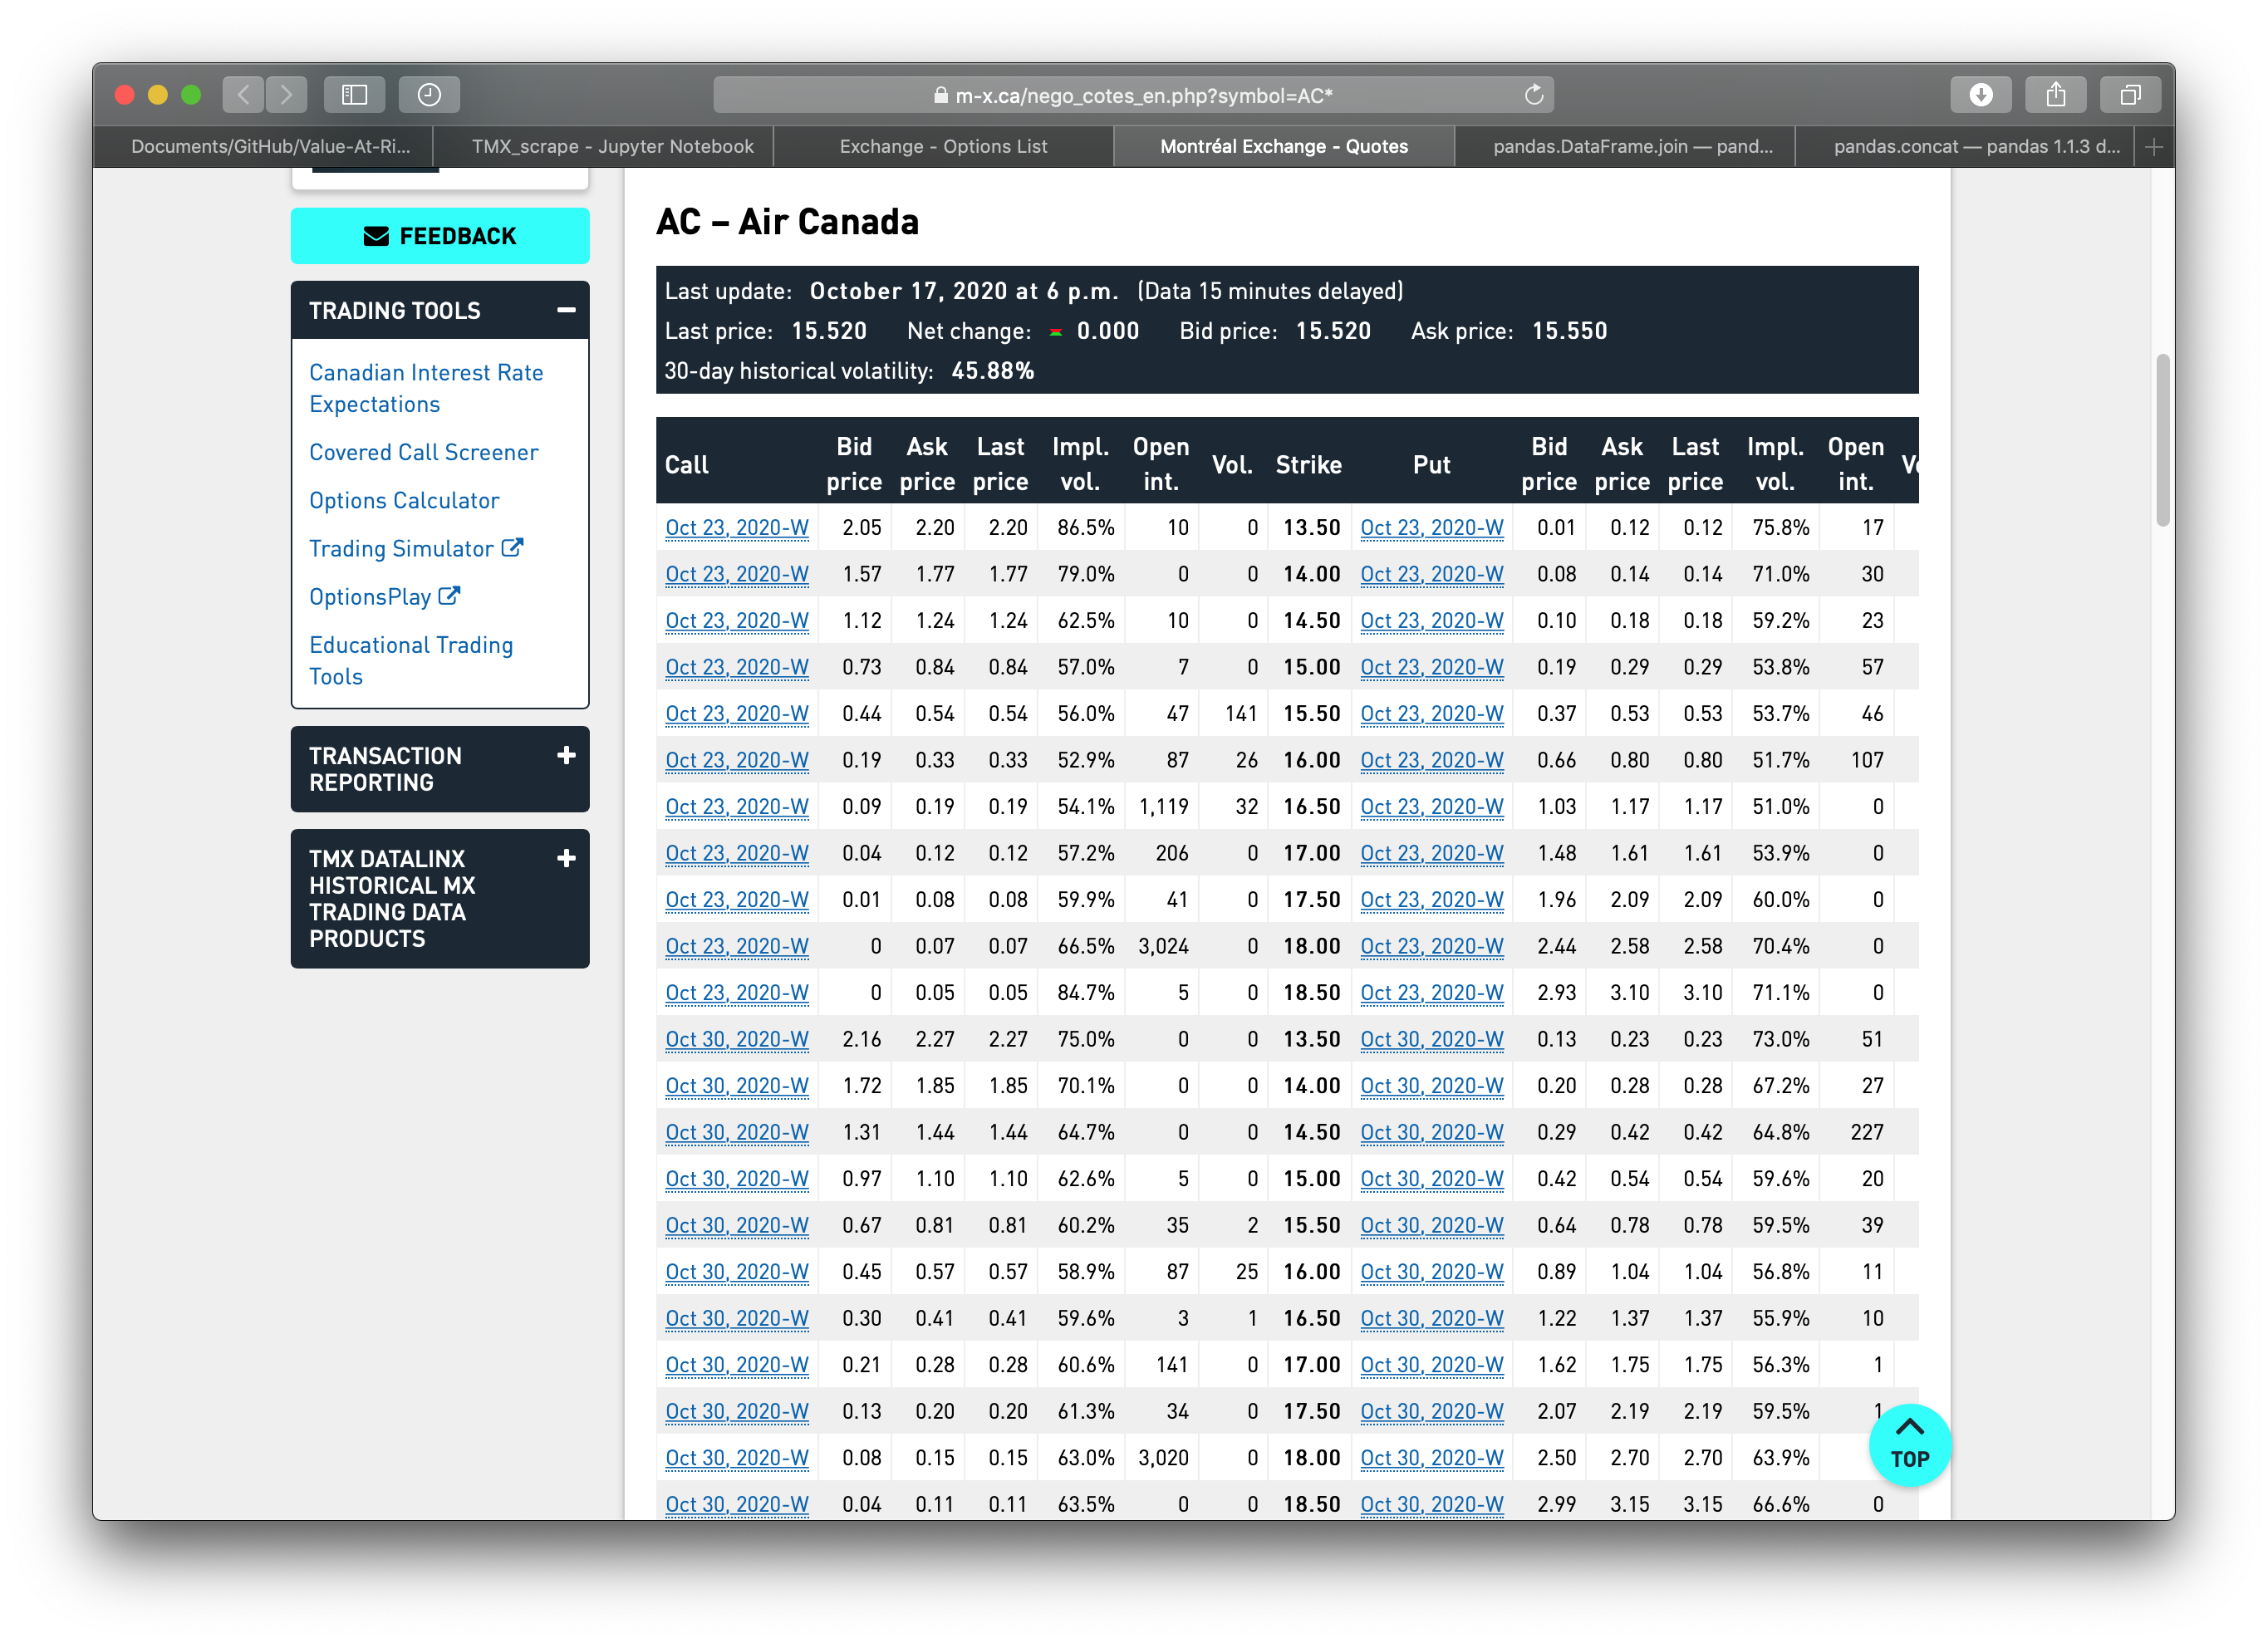 m-x.ca/nego_cotes_en.php?symbol=AC*
Documents/GitHub/Value-At-Ri... TMX_scrape - Jupyter Notebook Exchange - Options List Montréal Exchange - Quotes pandas.DataFrame.join — pand... pandas.concat — pandas 1.1.3 d...
FEEDBACK
TRADING TOOLS
Canadian Interest Rate
Expectations
Covered Call Screener
Options Calculator
Trading Simulator
OptionsPlay
Educational Trading
Tools
TRANSACTION
REPORTING
TMX DATALINX
HISTORICAL MX
TRADING DATA
PRODUCTS
AC – Air Canada
Last update: October 17, 2020 at 6 p.m. (Data 15 minutes delayed)
Last price: 15.520 Net change: 0.000 Bid price: 15.520 Ask price: 15.550
30-day historical volatility: 45.88%
Call Bid price Ask price Last price Impl. vol. Open int. Vol. Strike Put Bid price Ask price Last price Impl. vol. Open int.
Oct 23, 2020-W 2.05 2.20 2.20 86.5% 10 0 13.50 Oct 23, 2020-W 0.01 0.12 0.12 75.8% 17
Oct 23, 2020-W 1.57 1.77 1.77 79.0% 0 0 14.00 Oct 23, 2020-W 0.08 0.14 0.14 71.0% 30
Oct 23, 2020-W 1.12 1.24 1.24 62.5% 10 0 14.50 Oct 23, 2020-W 0.10 0.18 0.18 59.2% 23
Oct 23, 2020-W 0.73 0.84 0.84 57.0% 7 0 15.00 Oct 23, 2020-W 0.19 0.29 0.29 53.8% 57
Oct 23, 2020-W 0.44 0.54 0.54 56.0% 47 141 15.50 Oct 23, 2020-W 0.37 0.53 0.53 53.7% 46
Oct 23, 2020-W 0.19 0.33 0.33 52.9% 87 26 16.00 Oct 23, 2020-W 0.66 0.80 0.80 51.7% 107
Oct 23, 2020-W 0.09 0.19 0.19 54.1% 1,119 32 16.50 Oct 23, 2020-W 1.03 1.17 1.17 51.0% 0
Oct 23, 2020-W 0.04 0.12 0.12 57.2% 206 0 17.00 Oct 23, 2020-W 1.48 1.61 1.61 53.9% 0
Oct 23, 2020-W 0.01 0.08 0.08 59.9% 41 0 17.50 Oct 23, 2020-W 1.96 2.09 2.09 60.0% 0
Oct 23, 2020-W 0 0.07 0.07 66.5% 3,024 0 18.00 Oct 23, 2020-W 2.44 2.58 2.58 70.4% 0
Oct 23, 2020-W 0 0.05 0.05 84.7% 5 0 18.50 Oct 23, 2020-W 2.93 3.10 3.10 71.1% 0
Oct 30, 2020-W 2.16 2.27 2.27 75.0% 0 0 13.50 Oct 30, 2020-W 0.13 0.23 0.23 73.0% 51
Oct 30, 2020-W 1.72 1.85 1.85 70.1% 0 0 14.00 Oct 30, 2020-W 0.20 0.28 0.28 67.2% 27
Oct 30, 2020-W 1.31 1.44 1.44 64.7% 0 0 14.50 Oct 30, 2020-W 0.29 0.42 0.42 64.8% 227
Oct 30, 2020-W 0.97 1.10 1.10 62.6% 5 0 15.00 Oct 30, 2020-W 0.42 0.54 0.54 59.6% 20
Oct 30, 2020-W 0.67 0.81 0.81 60.2% 35 2 15.50 Oct 30, 2020-W 0.64 0.78 0.78 59.5% 39
Oct 30, 2020-W 0.45 0.57 0.57 58.9% 87 25 16.00 Oct 30, 2020-W 0.89 1.04 1.04 56.8% 11
Oct 30, 2020-W 0.30 0.41 0.41 59.6% 3 1 16.50 Oct 30, 2020-W 1.22 1.37 1.37 55.9% 10
Oct 30, 2020-W 0.21 0.28 0.28 60.6% 141 0 17.00 Oct 30, 2020-W 1.62 1.75 1.75 56.3% 1
Oct 30, 2020-W 0.13 0.20 0.20 61.3% 34 0 17.50 Oct 30, 2020-W 2.07 2.19 2.19 59.5% 1
Oct 30, 2020-W 0.08 0.15 0.15 63.0% 3,020 0 18.00 Oct 30, 2020-W 2.50 2.70 2.70 63.9%
Oct 30, 2020-W 0.04 0.11 0.11 63.5% 0 0 18.50 Oct 30, 2020-W 2.99 3.15 3.15 66.6% 0
TOP